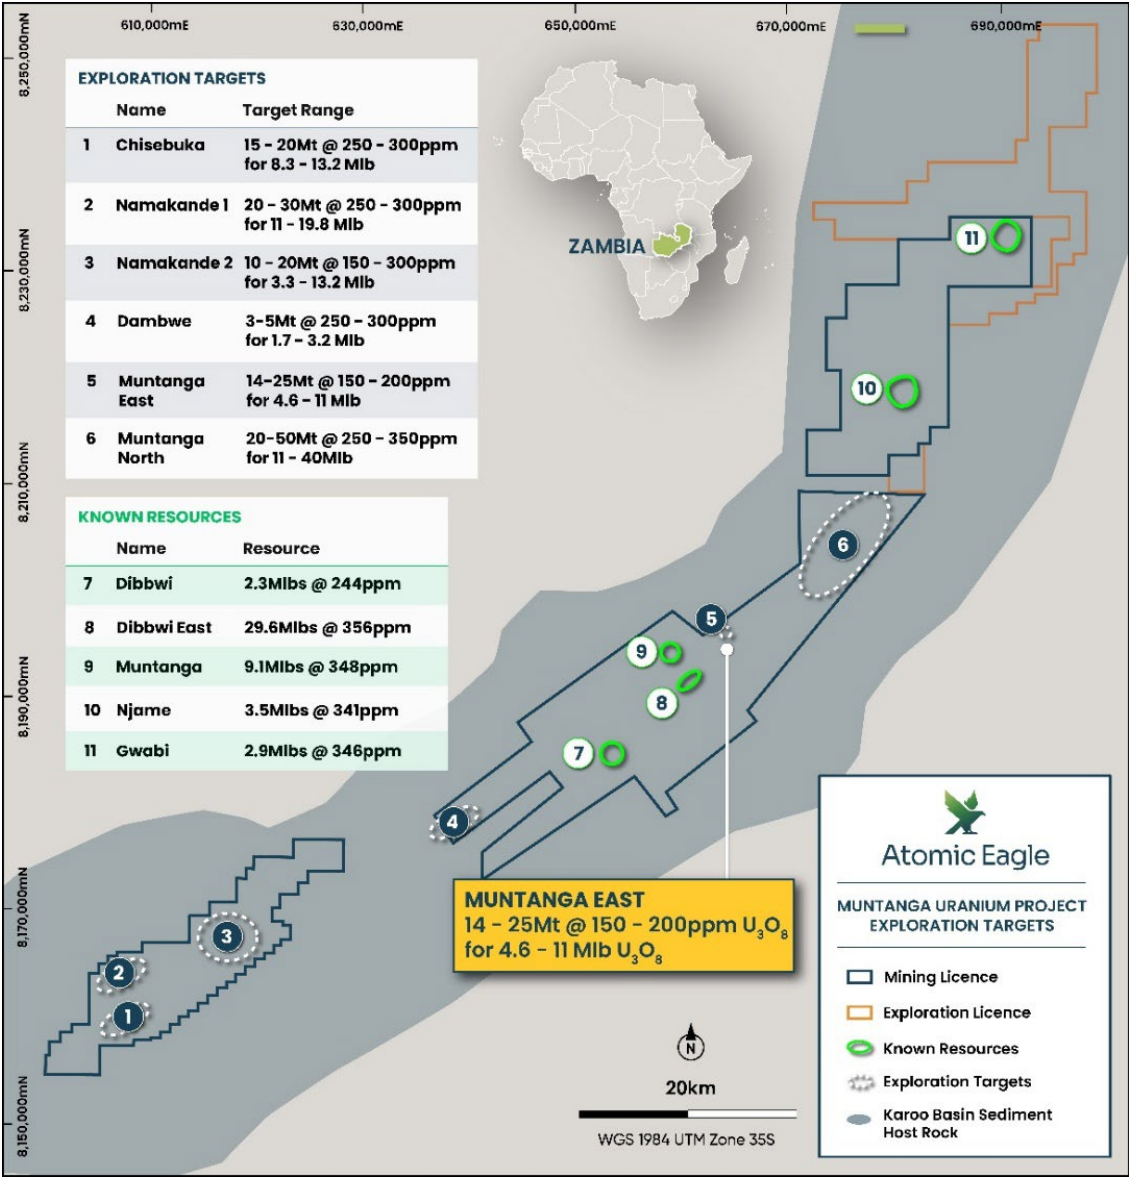 610,000mE
630,000mE
650,000mE
670,000mE
690,000mE
8,250,000mN
8,230,000mN
8,210,000mN
8,190,000mN
8,170,000mN
8,150,000mN
EXPLORATION TARGETS
Name Target Range
1 Chisebuka 15 - 20Mt @ 250 - 300ppm
for 8.3 - 13.2 Mlb
2 Namakande 1 20 - 30Mt @ 250 - 300ppm
for 11 - 19.8 Mlb
3 Namakande 2 10 - 20Mt @ 150 - 300ppm
for 3.3 - 13.2 Mlb
4 Dambwe 3-5Mt @ 250 - 300ppm
for 1.7 - 3.2 Mlb
5 Muntanga East 14-25Mt @ 150 - 200ppm
for 4.6 - 11 Mlb
6 Muntanga North 20-50Mt @ 250 - 350ppm
for 11 - 40Mlb
KNOWN RESOURCES
Name Resource
7 Dibbwi 2.3Mlbs @ 244ppm
8 Dibbwi East 29.6Mlbs @ 356ppm
9 Muntanga 9.1Mlbs @ 348ppm
10 Njame 3.5Mlbs @ 341ppm
11 Gwabi 2.9Mlbs @ 346ppm
ZAMBIA
11
10
6
5
9
8
7
4
3
2
1
MUNTANGA EAST
14 - 25Mt @ 150 - 200ppm U₃O₈
for 4.6 - 11 Mlb U₃O₈
N
20km
WGS 1984 UTM Zone 35S
Atomic Eagle
MUNTANGA URANIUM PROJECT
EXPLORATION TARGETS
Mining Licence
Exploration Licence
Known Resources
Exploration Targets
Karoo Basin Sediment
Host Rock